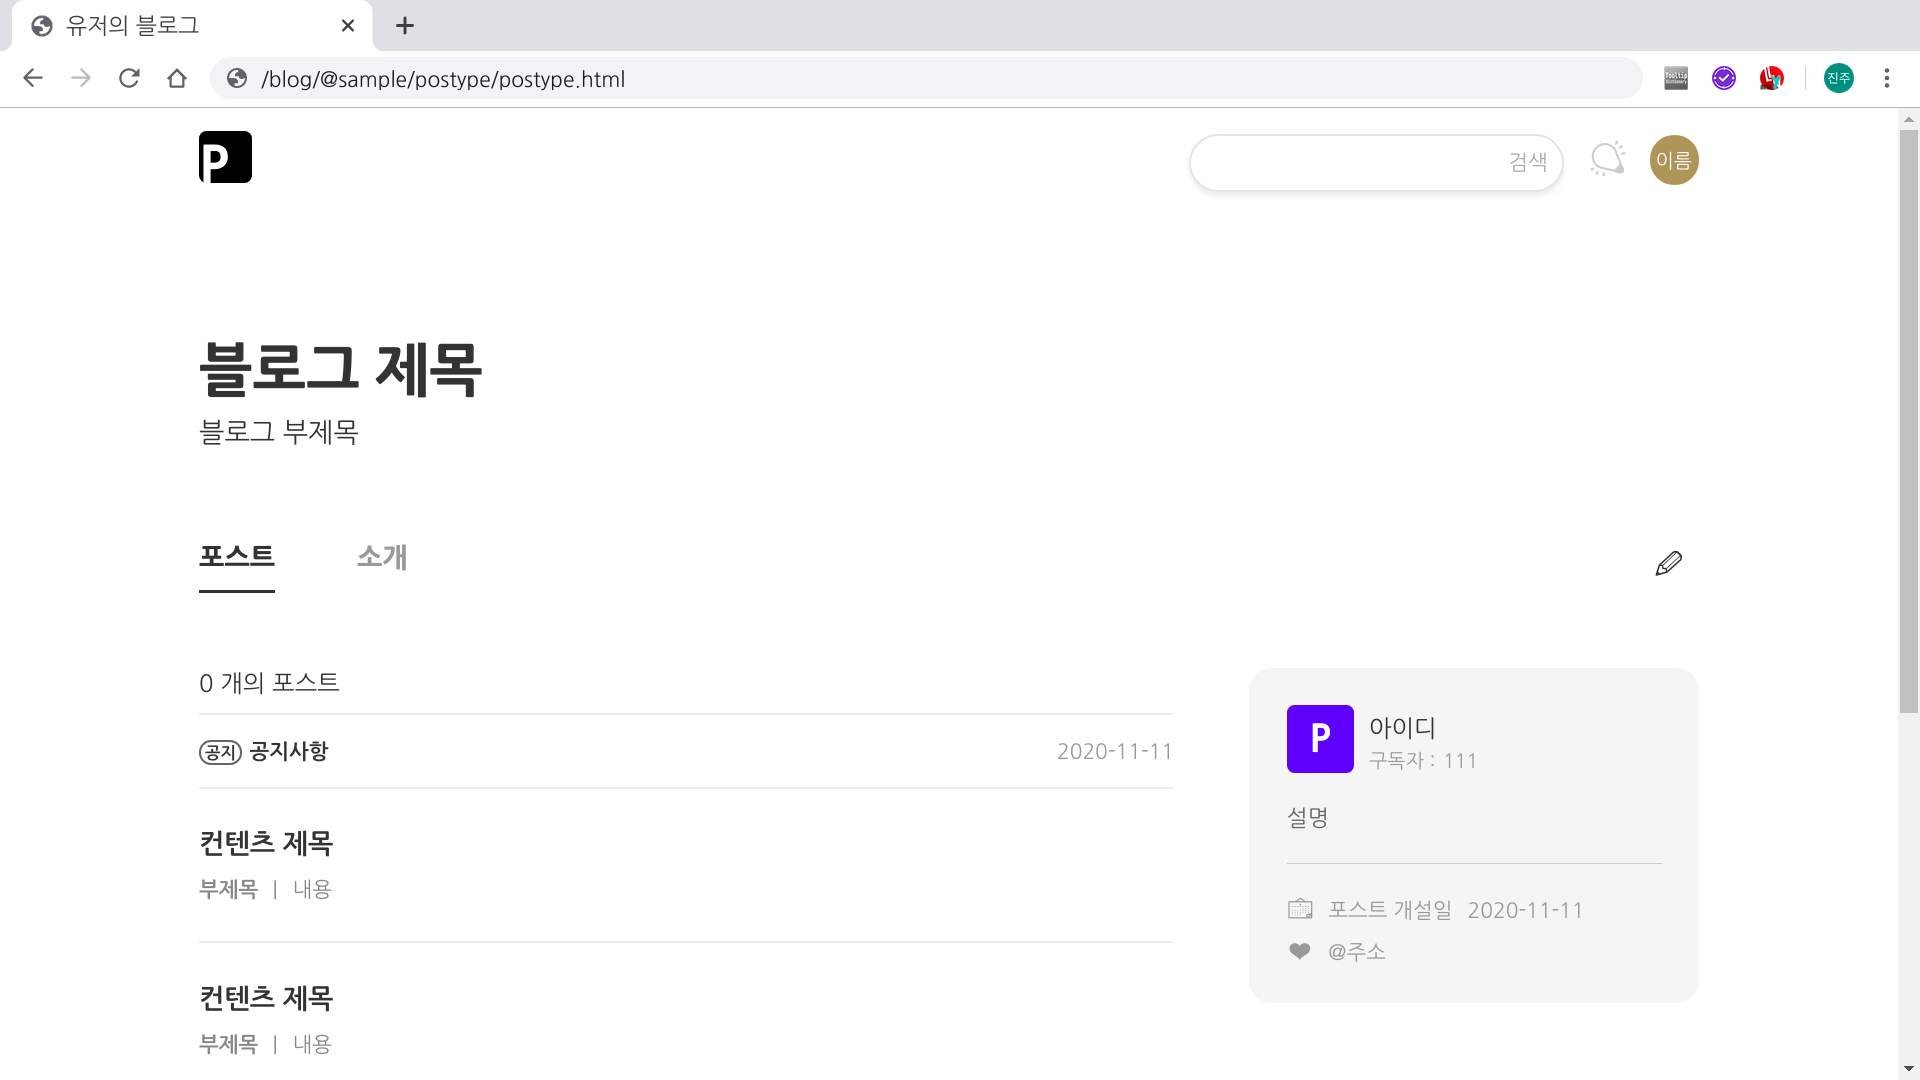 유저의 블로그
/blog/@sample/postype/postype.html
진주
P
검색
이름
블로그 제목
블로그 부제목
포스트 소개
0 개의 포스트
공지 공지사항 2020-11-11
컨텐츠 제목
부제목 | 내용
컨텐츠 제목
부제목 | 내용
P
아이디
구독자 : 111
설명
포스트 개설일 2020-11-11
@주소